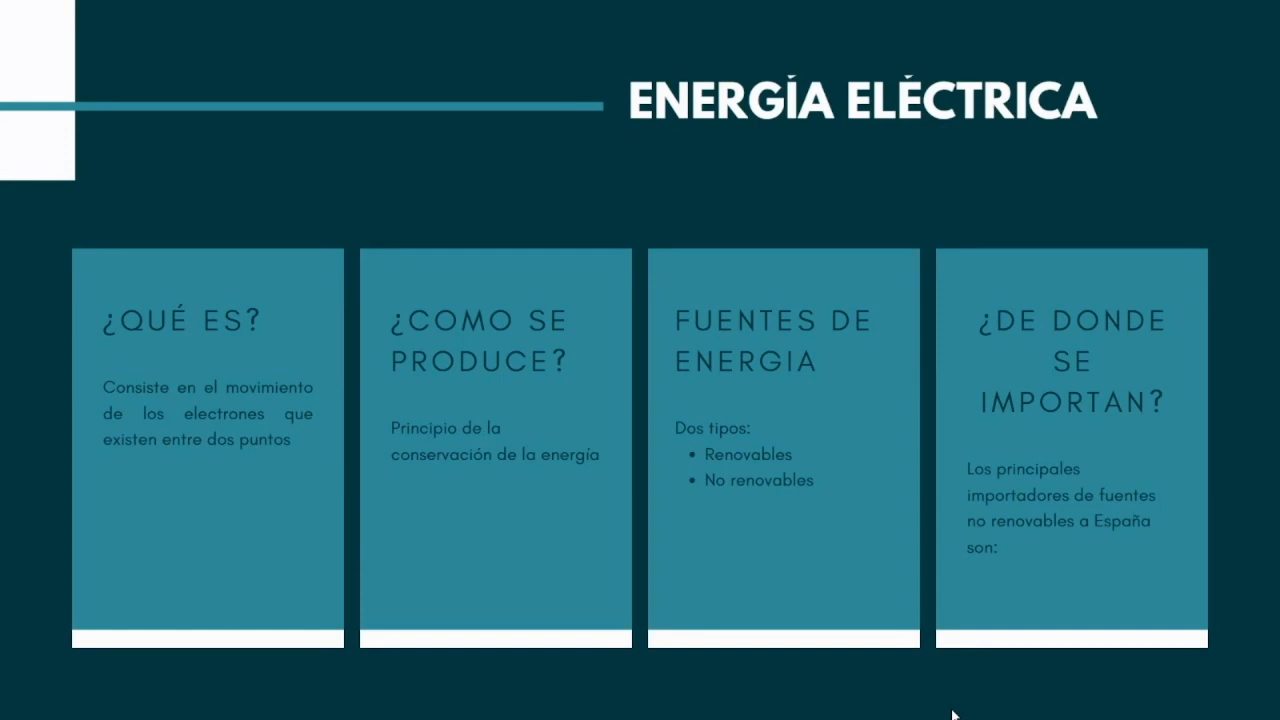 ENERGÍA ELÉCTRICA
¿QUÉ ES?
Consiste en el movimiento
de los electrones que
existen entre dos puntos
¿COMO SE
PRODUCE?
Principio de la
conservación de la energía
FUENTES DE
ENERGIA
Dos tipos:
• Renovables
• No renovables
¿DE DONDE
SE
IMPORTAN?
Los principales
importadores de fuentes
no renovables a España
son: